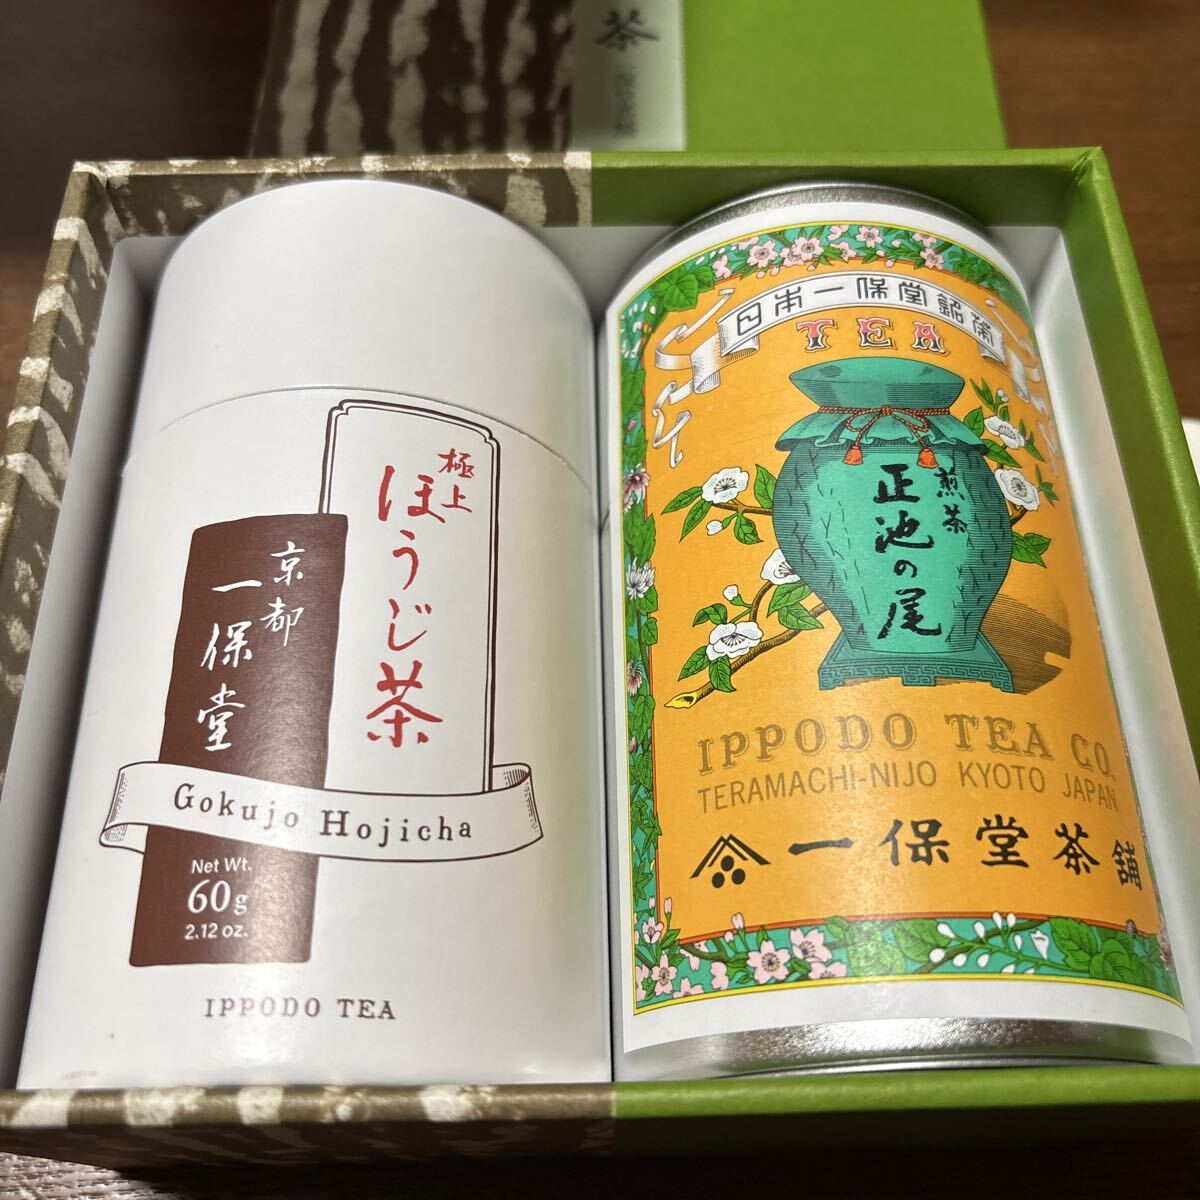 茶
極上
ほうじ茶
京都
一保堂
Gokujo Hojicha
Net Wt.
60g
2.12 oz.
IPPODO TEA
日本一保堂銘茶
TEA
煎茶
正池の尾
IPPODO TEA CO.
TERAMACHI-NIJO KYOTO JAPAN
一保堂茶舗